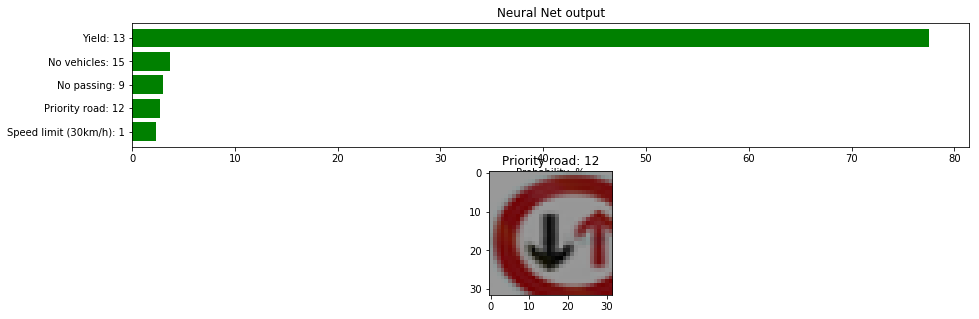 Neural Net output
Yield: 13
No vehicles: 15
No passing: 9
Priority road: 12
Speed limit (30km/h): 1
0 10 20 30 40 50 60 70 80
Probability, %
Priority road: 12
0
10
20
30
0 10 20 30